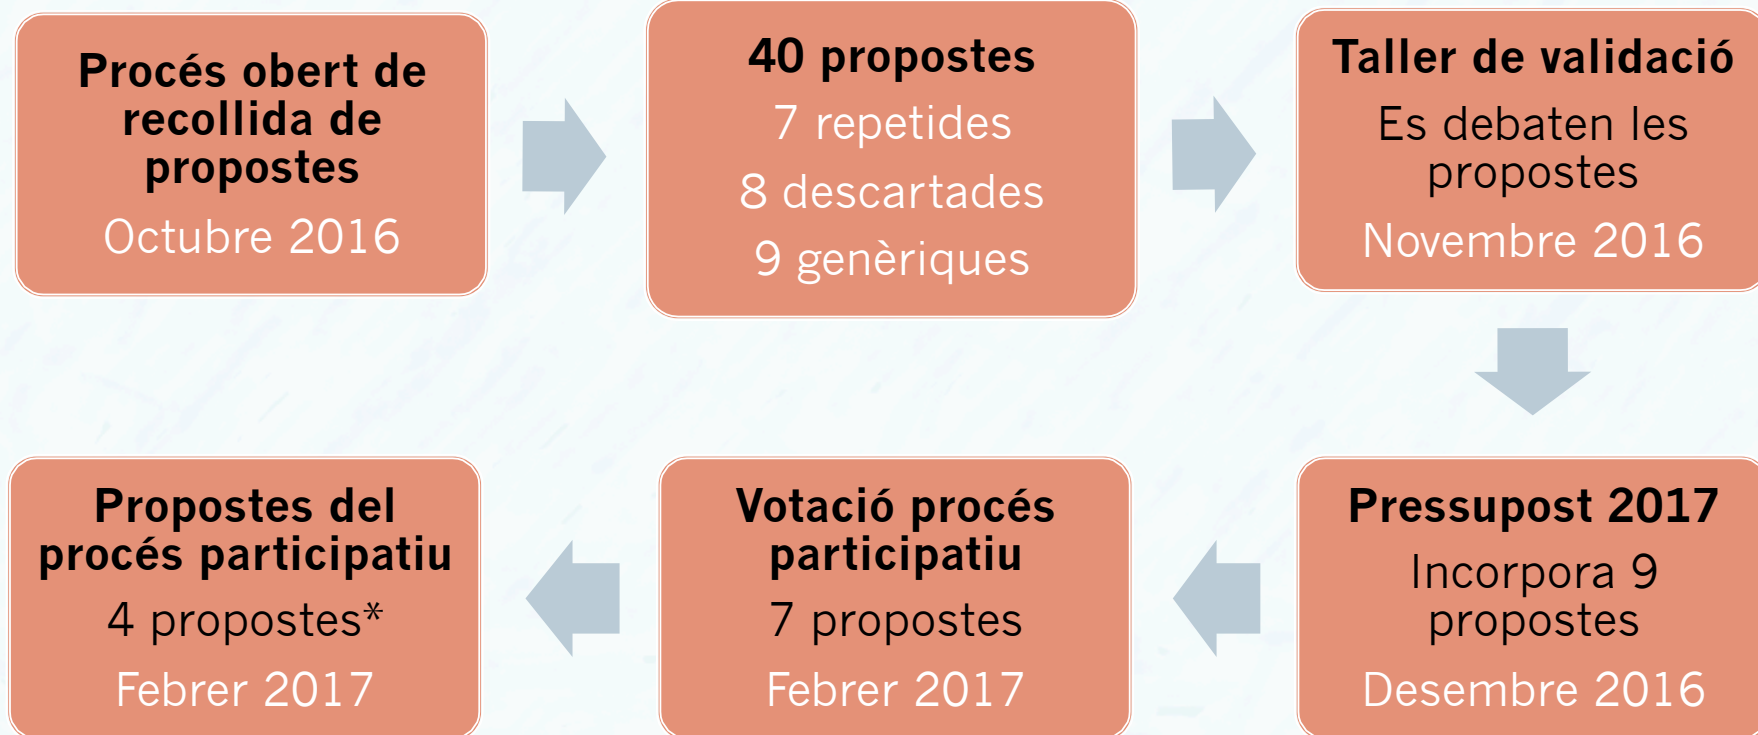 Procés obert de
recollida de
propostes
Octubre 2016
40 propostes
7 repetides
8 descartades
9 genèriques
Taller de validació
Es debaten les
propostes
Novembre 2016
Pressupost 2017
Incorpora 9
propostes
Desembre 2016
Votació procés
participatiu
7 propostes
Febrer 2017
Propostes del
procés participatiu
4 propostes*
Febrer 2017